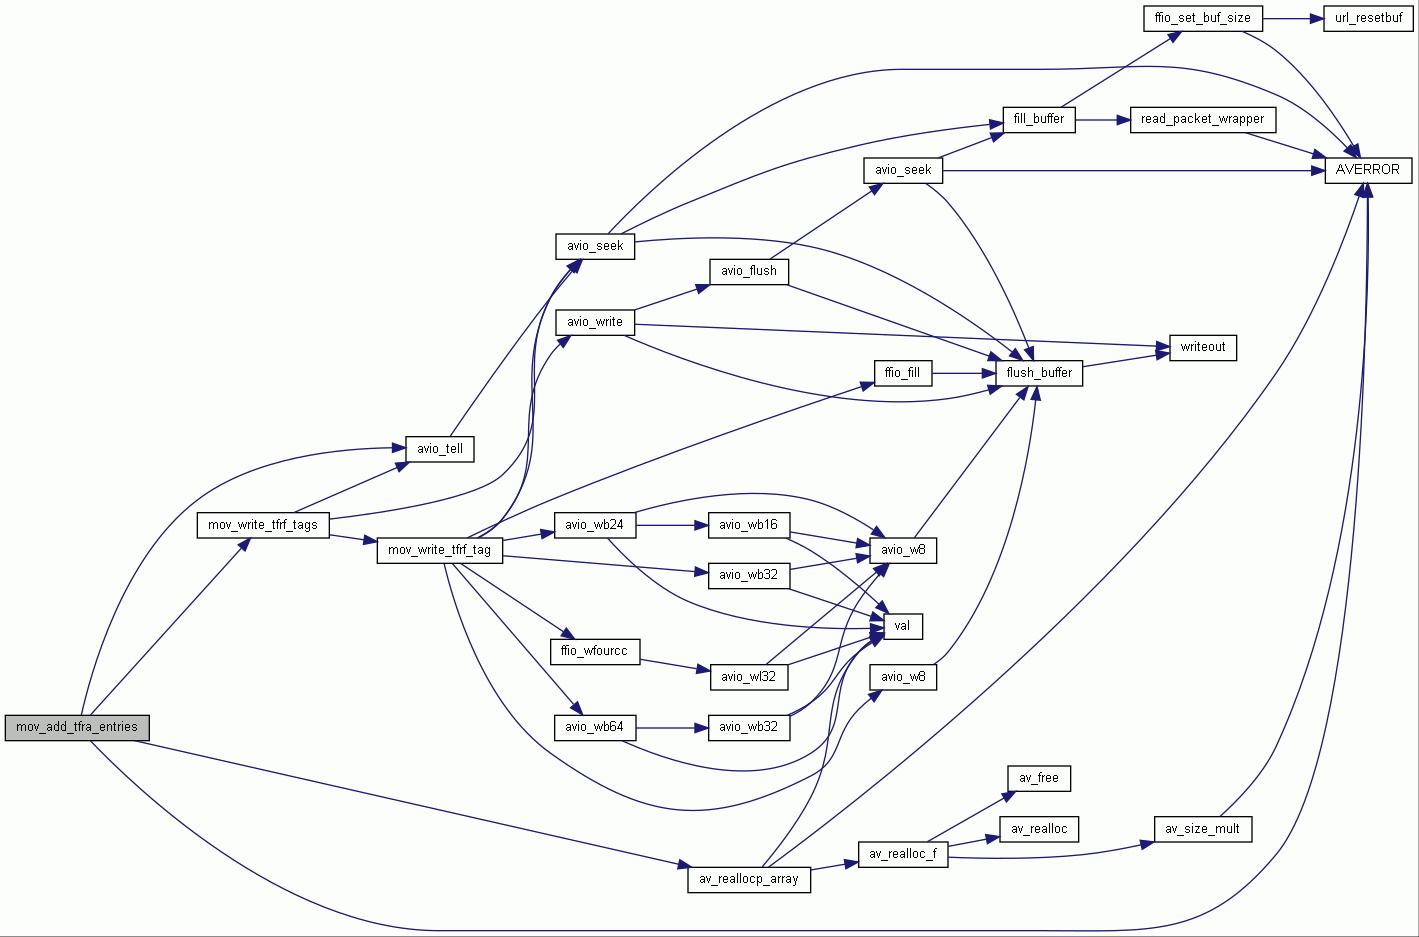 ffio_set_buf_size
url_resetbuf
fill_buffer
read_packet_wrapper
avio_seek
AVERROR
avio_seek
avio_flush
avio_write
writeout
ffio_fill
flush_buffer
avio_tell
mov_write_tfrf_tags
avio_wb24
avio_wb16
mov_write_tfrf_tag
avio_w8
avio_wb32
val
ffio_wfourcc
avio_wl32
avio_w8
mov_add_tfra_entries
avio_wb64
avio_wb32
av_free
av_realloc
av_size_mult
av_realloc_f
av_reallocp_array